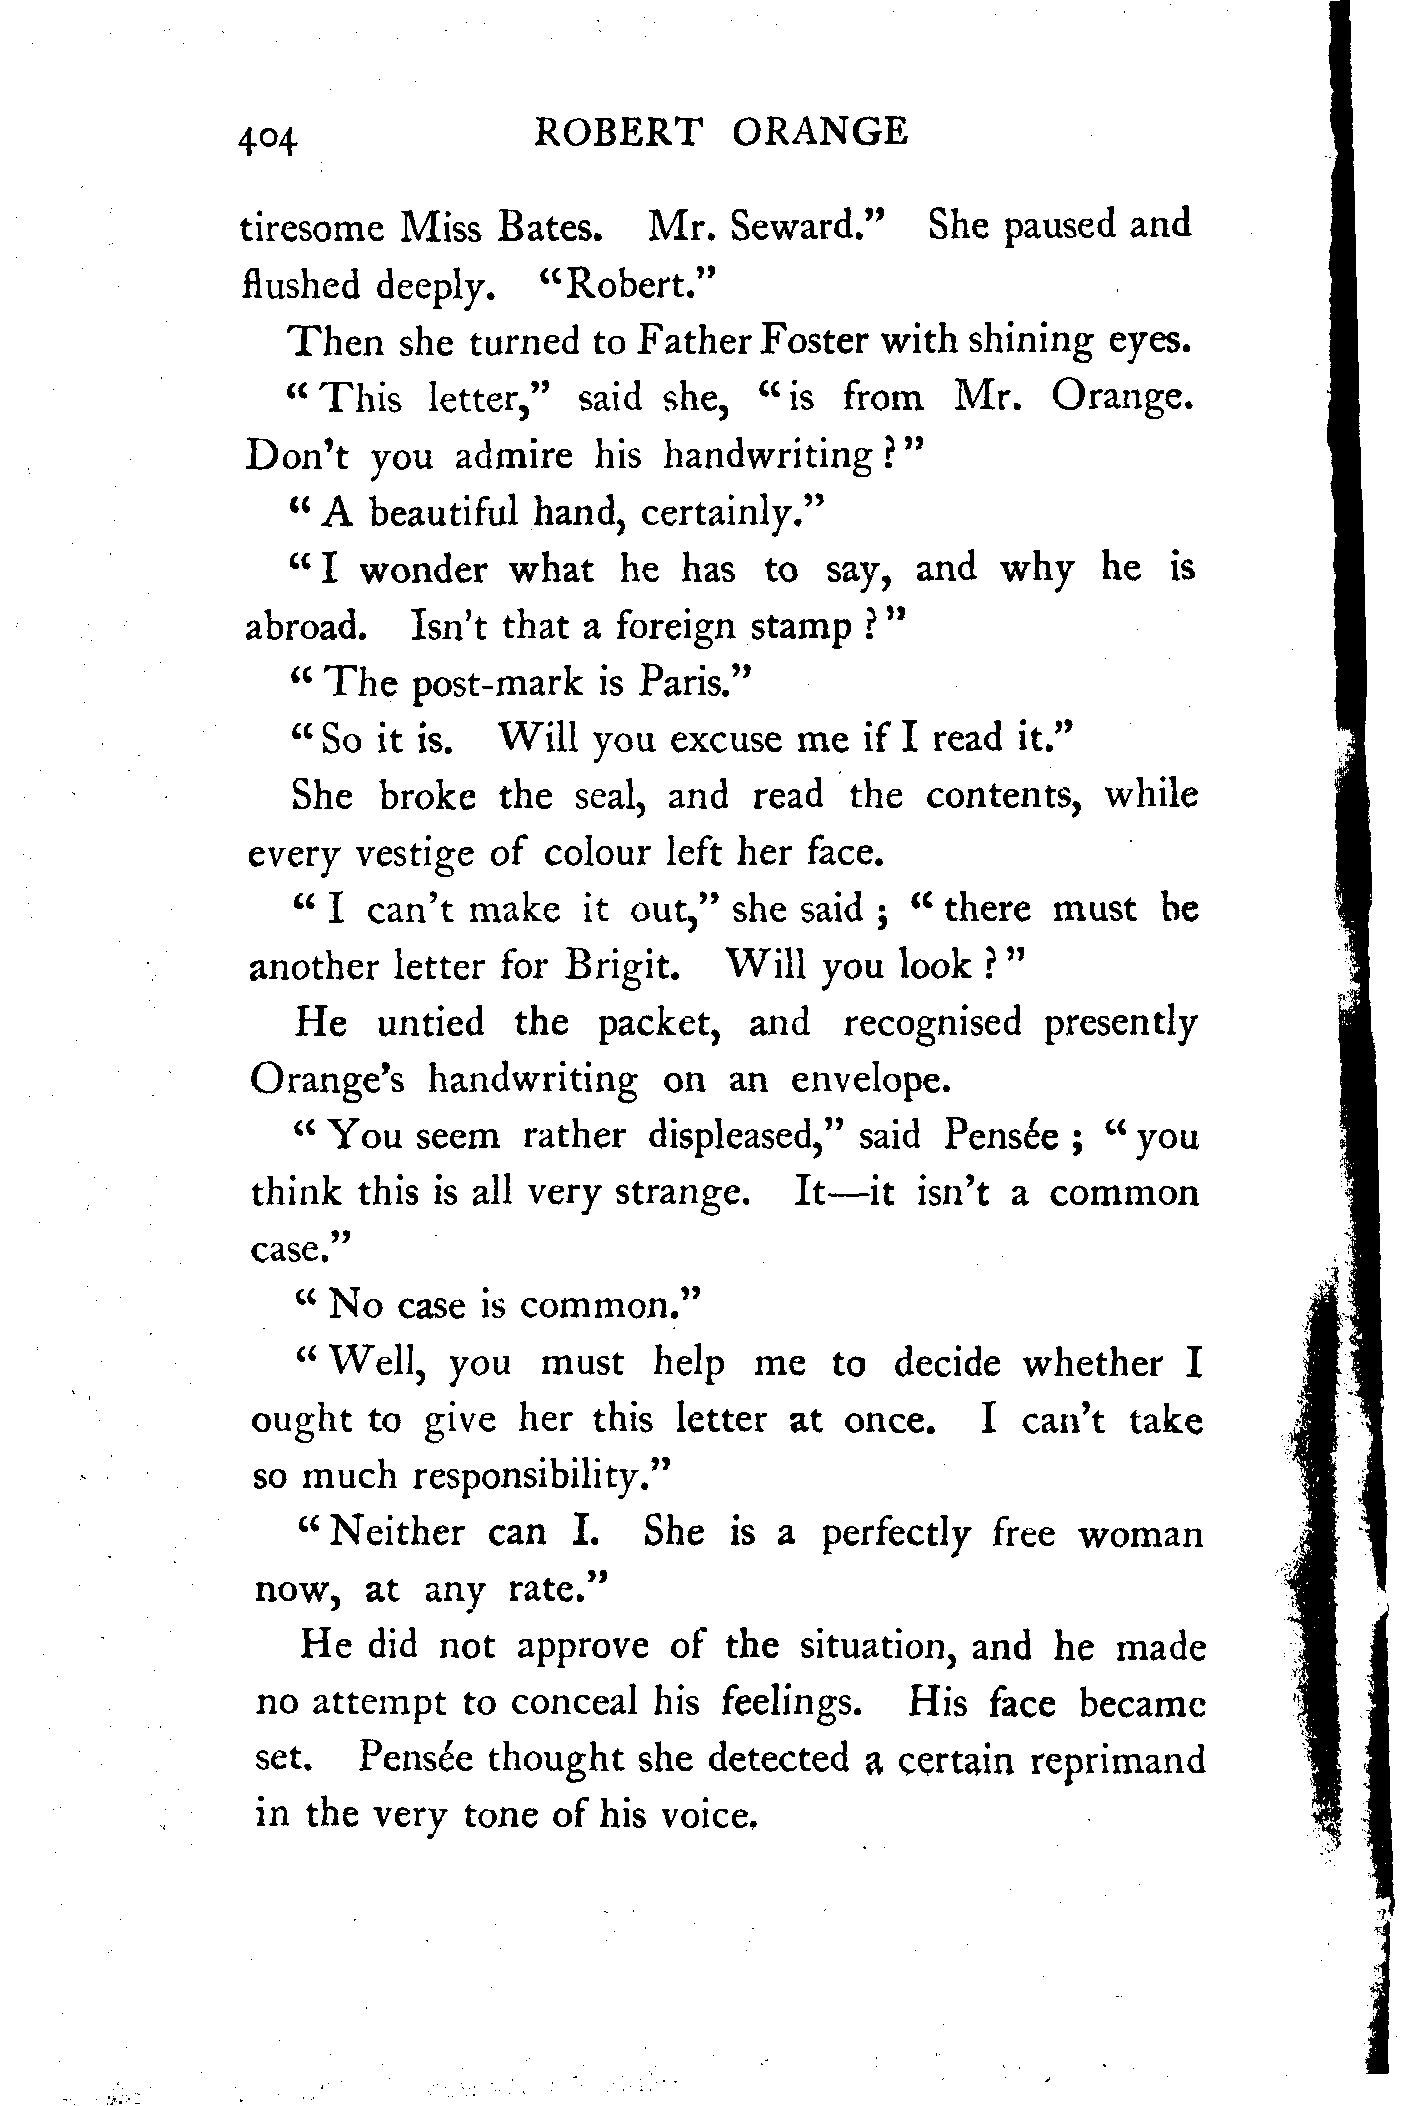 404 ROBERT ORANGE
tiresome Miss Bates. Mr. Seward.” She paused and
flushed deeply. “Robert.”
Then she turned to Father Foster with shining eyes.
“This letter,” said she, “is from Mr. Orange.
Don’t you admire his handwriting?”
“A beautiful hand, certainly.”
“I wonder what he has to say, and why he is
abroad. Isn’t that a foreign stamp?”
“The post-mark is Paris.”
“So it is. Will you excuse me if I read it.”
She broke the seal, and read the contents, while
every vestige of colour left her face.
“I can’t make it out,” she said; “there must be
another letter for Brigit. Will you look?”
He untied the packet, and recognised presently
Orange’s handwriting on an envelope.
“You seem rather displeased,” said Pensée; “you
think this is all very strange. It—it isn’t a common
case.”
“No case is common.”
“Well, you must help me to decide whether I
ought to give her this letter at once. I can’t take
so much responsibility.”
“Neither can I. She is a perfectly free woman
now, at any rate.”
He did not approve of the situation, and he made
no attempt to conceal his feelings. His face became
set. Pensée thought she detected a certain reprimand
in the very tone of his voice.